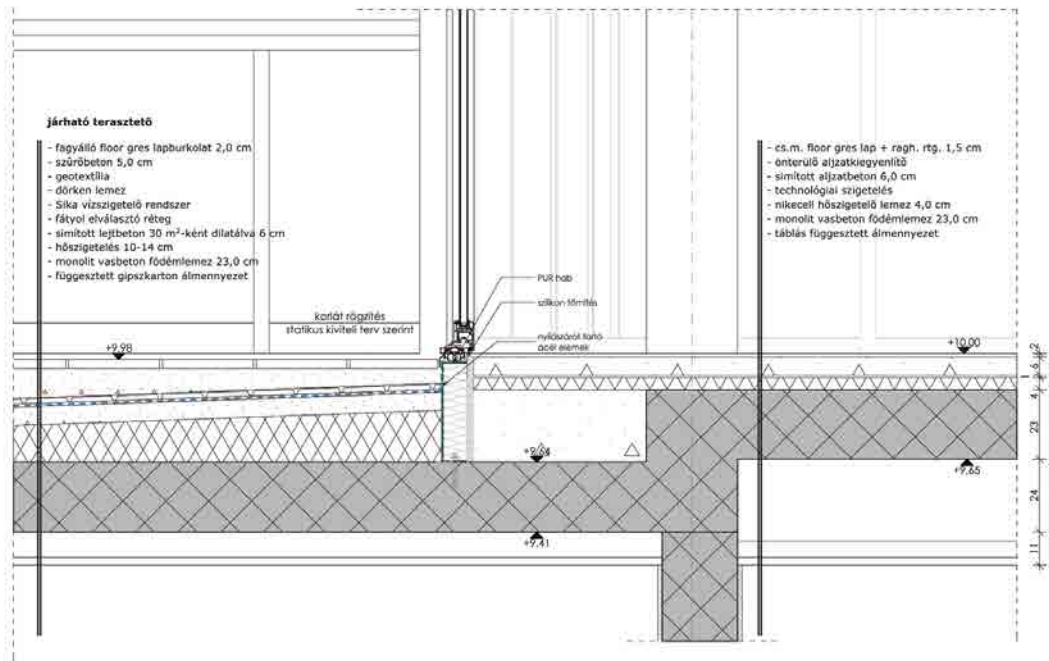 járható terasztető
- fagyálló floor gres lapburkolat 2,0 cm
- szűrőbeton 5,0 cm
- geotextília
- dörken lemez
- Sika vízszigetelő rendszer
- fátyol elválasztó réteg
- simított lejtbeton 30 m²-ként dilatálva 6 cm
- hőszigetelés 10-14 cm
- monolit vasbeton födémlemez 23,0 cm
- függesztett gipszkarton álmennyezet
- cs.m. floor gres lap + ragh. rtg. 1,5 cm
- önterülő aljzatkiegyenlítő
- simított aljzatbeton 6,0 cm
- technológiai szigetelés
- nikecell hőszigetelő lemez 4,0 cm
- monolit vasbeton födémlemez 23,0 cm
- táblás függesztett álmennyezet
PUR hab
szilikon tömítés
nyílászárót tartó
acél elemek
korlát rögzítés
statikus kiviteli terv szerint
+9.98
+10.00
+9.64
+9.65
+9.41
2
6
1
4
23
24
11